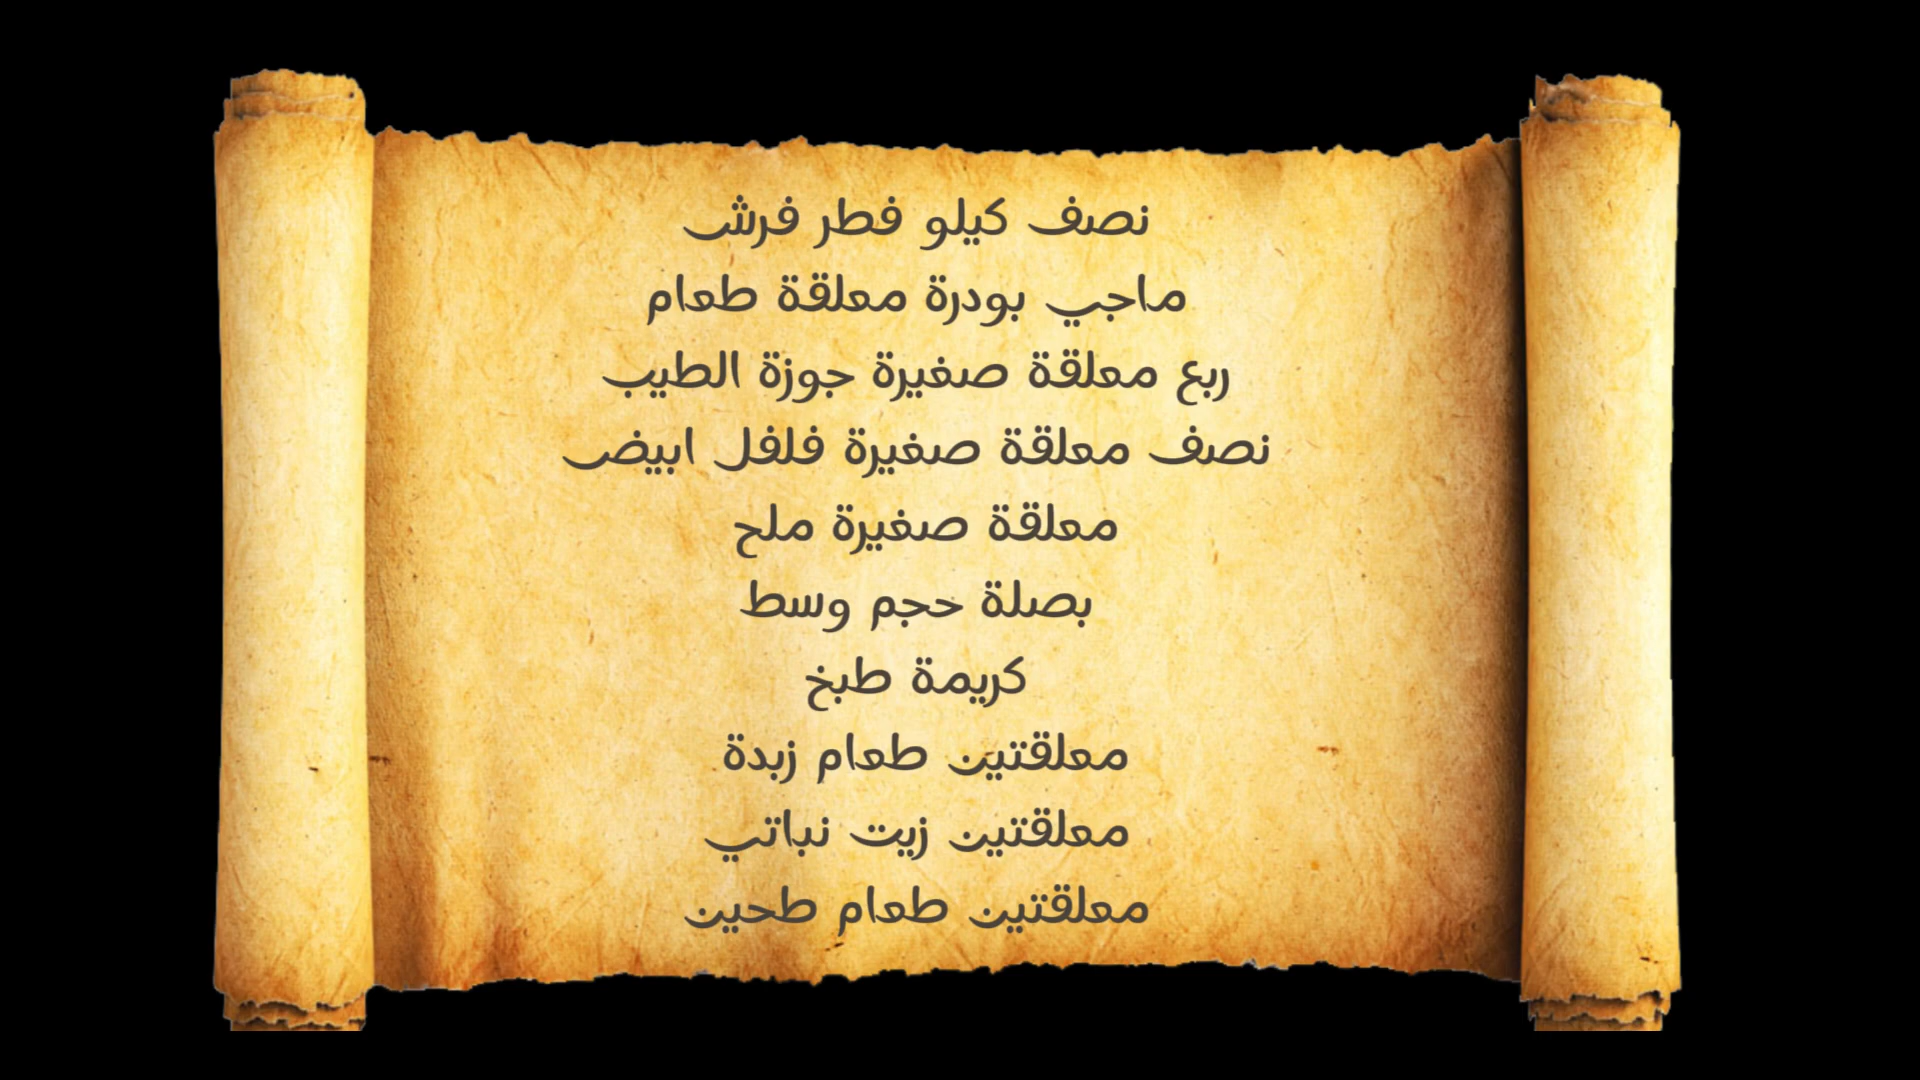 نصف كيلو فطر فرش
ماجي بودرة معلقة طعام
ربع معلقة صغيرة جوزة الطيب
نصف معلقة صغيرة فلفل ابيض
معلقة صغيرة ملح
بصلة حجم وسط
كريمة طبخ
معلقتين طعام زبدة
معلقتين زيت نباتي
معلقتين طعام طحين